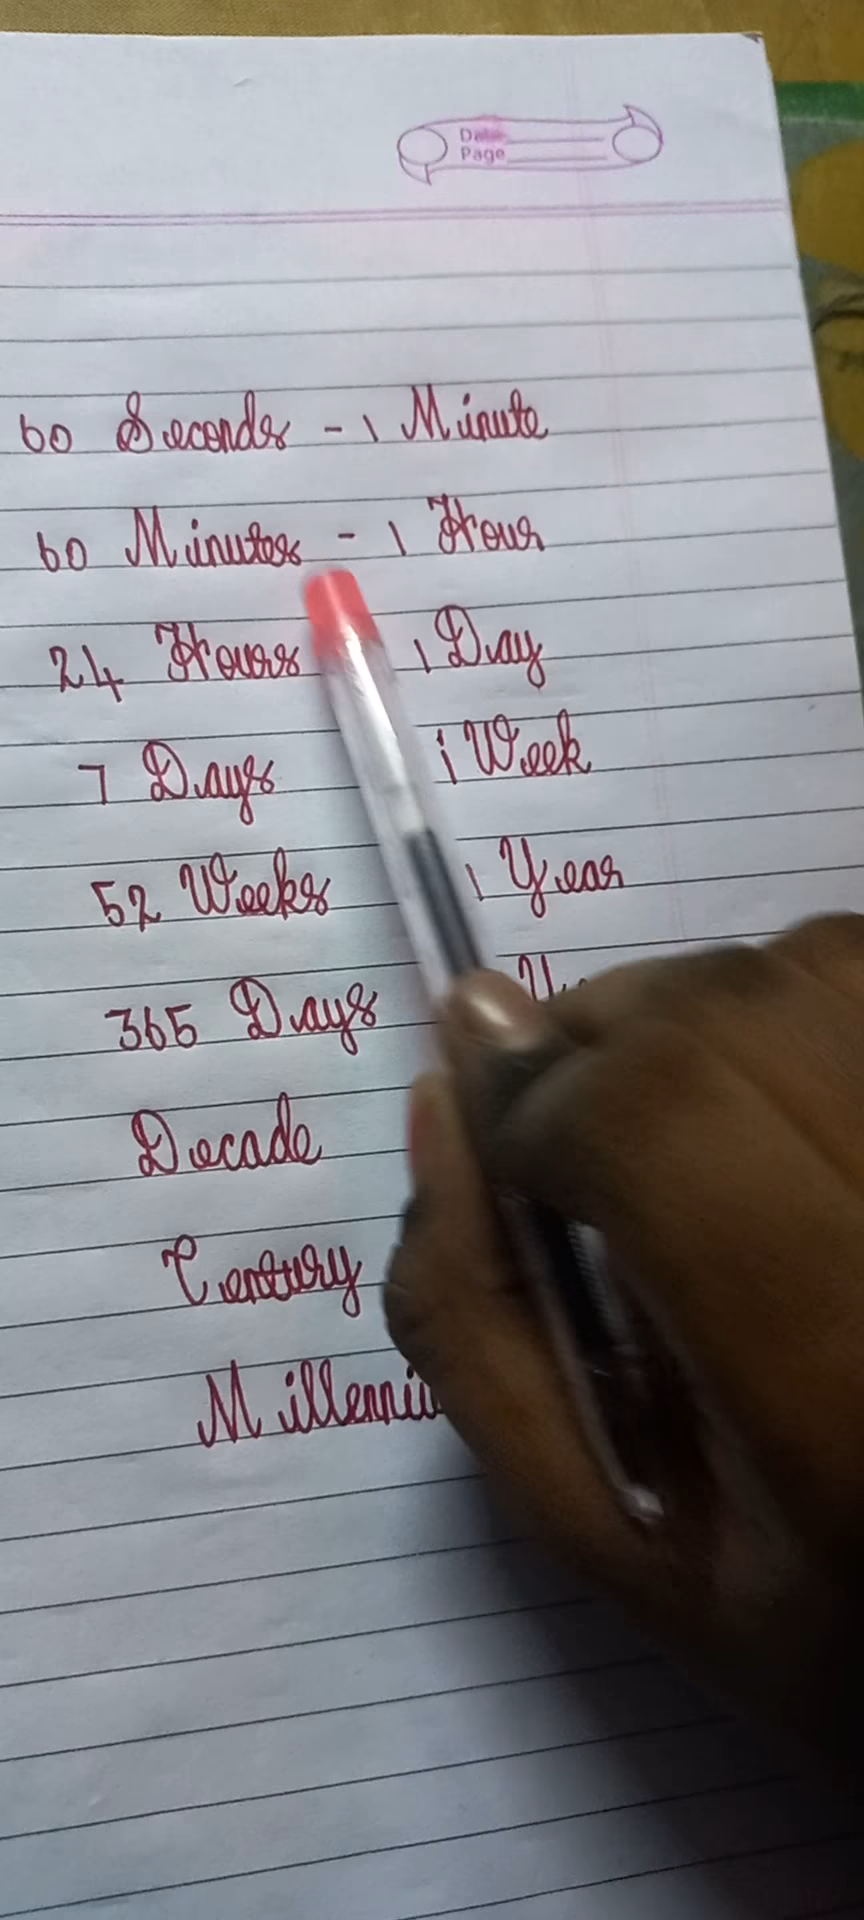 Date
Page
60 Seconds - 1 Minute
60 Minutes - 1 Hour
24 Hours 1 Day
7 Days 1 Week
52 Weeks 1 Year
365 Days
Decade
Century